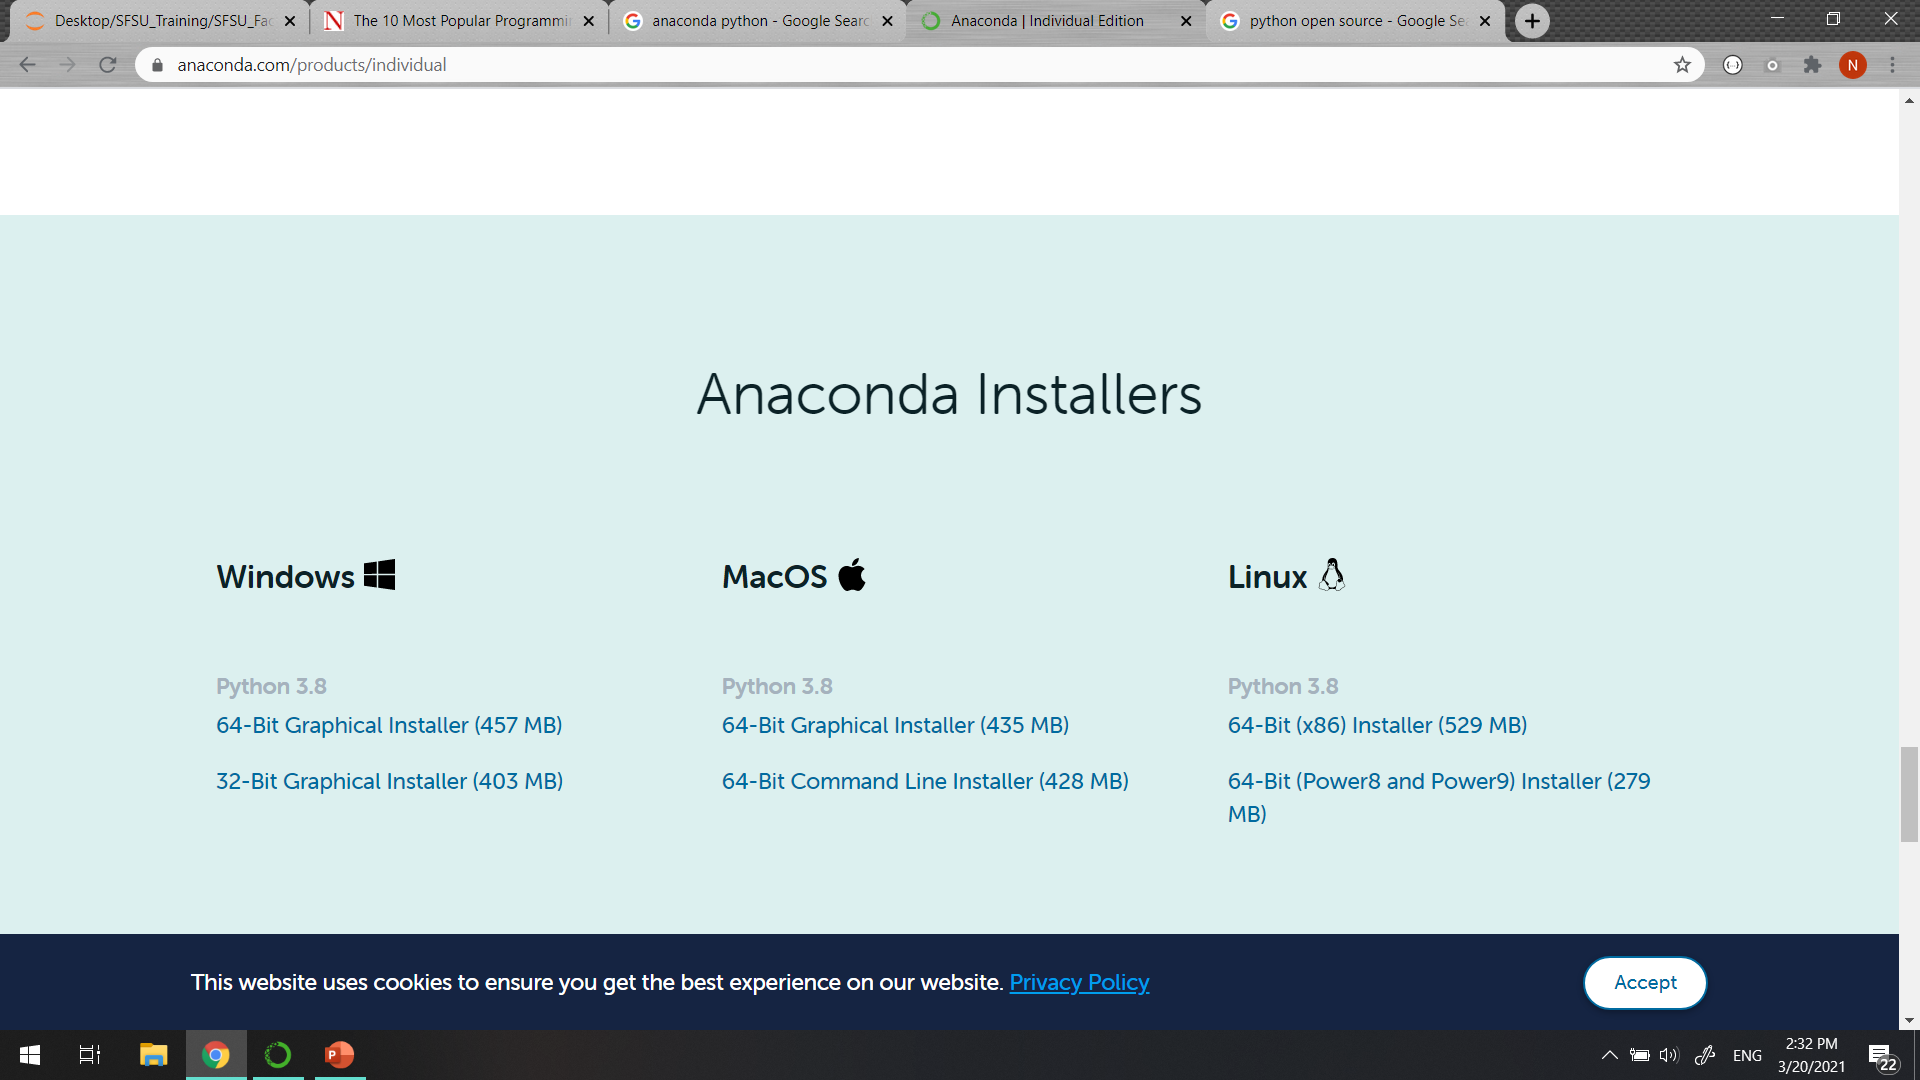 Desktop/SFSU_Training/SFSU_Fac
The 10 Most Popular Programmi
anaconda python - Google Searc
Anaconda | Individual Edition
python open source - Google Se
anaconda.com/products/individual
N
Anaconda Installers
Windows
MacOS
Linux
Python 3.8
64-Bit Graphical Installer (457 MB)
32-Bit Graphical Installer (403 MB)
Python 3.8
64-Bit Graphical Installer (435 MB)
64-Bit Command Line Installer (428 MB)
Python 3.8
64-Bit (x86) Installer (529 MB)
64-Bit (Power8 and Power9) Installer (279
MB)
This website uses cookies to ensure you get the best experience on our website. Privacy Policy
Accept
ENG
2:32 PM
3/20/2021
22